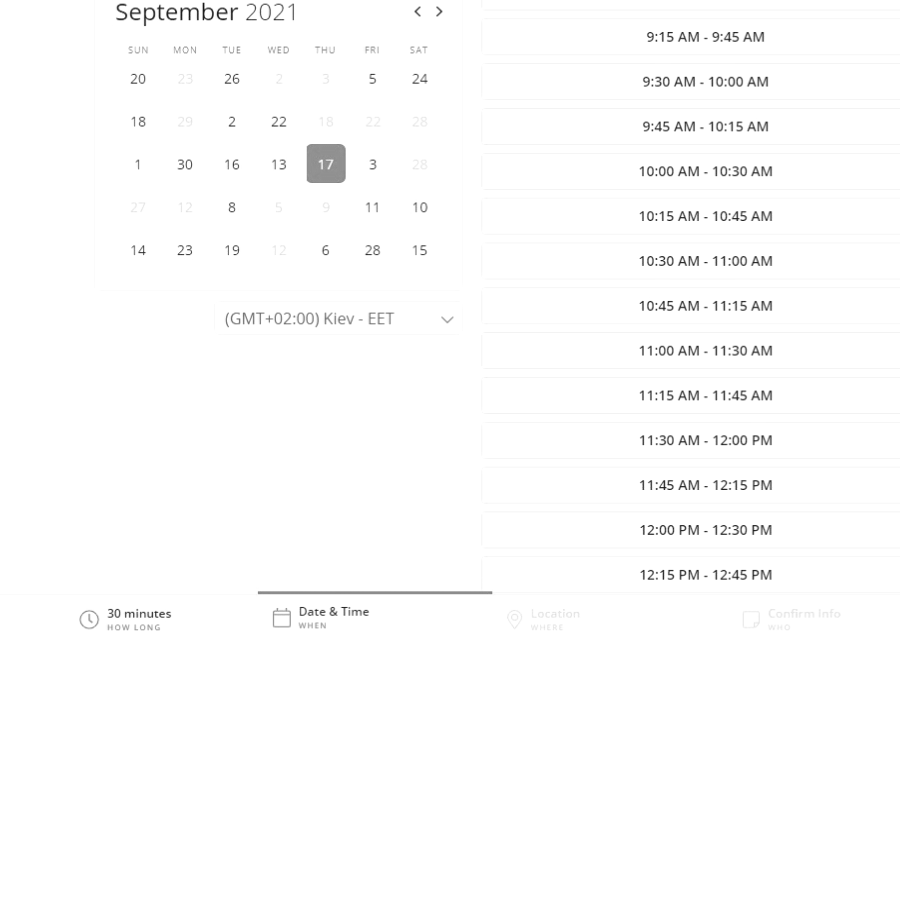 September 2021
SUN MON TUE WED THU FRI SAT
20 23 26 2 3 5 24
18 29 2 22 18 22 28
1 30 16 13 17 3 28
27 12 8 5 9 11 10
14 23 19 12 6 28 15
(GMT+02:00) Kiev - EET
9:15 AM - 9:45 AM
9:30 AM - 10:00 AM
9:45 AM - 10:15 AM
10:00 AM - 10:30 AM
10:15 AM - 10:45 AM
10:30 AM - 11:00 AM
10:45 AM - 11:15 AM
11:00 AM - 11:30 AM
11:15 AM - 11:45 AM
11:30 AM - 12:00 PM
11:45 AM - 12:15 PM
12:00 PM - 12:30 PM
12:15 PM - 12:45 PM
30 minutes
HOW LONG
Date & Time
WHEN
Location
WHERE
Confirm Info
WHO